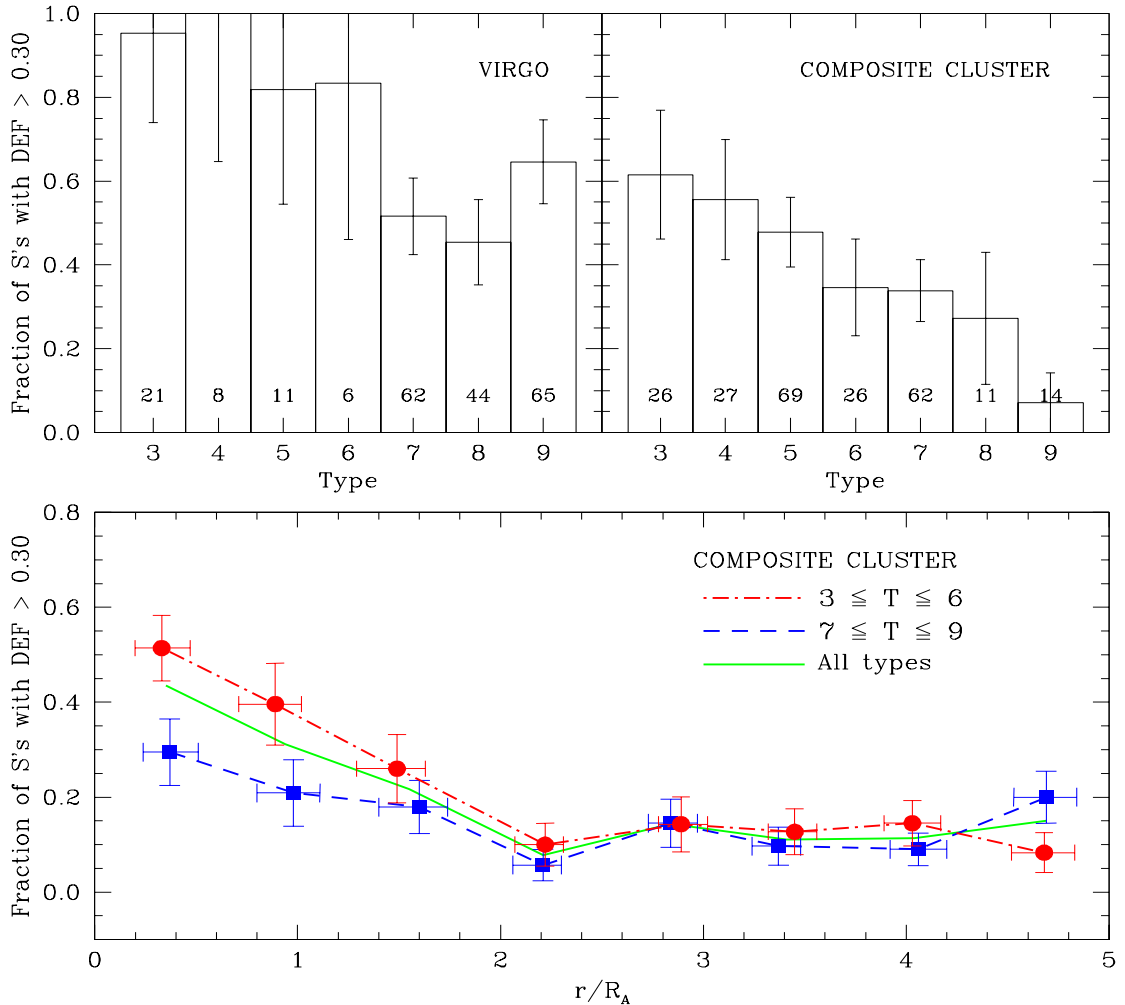 Fraction of S's with DEF > 0.30
1.0
0.8
0.6
0.4
0.2
0.0
VIRGO
21 8 11 6 62 44 65
3 4 5 6 7 8 9
Type
COMPOSITE CLUSTER
26 27 69 26 62 11 14
3 4 5 6 7 8 9
Type
Fraction of S's with DEF > 0.30
0.8
0.6
0.4
0.2
0.0
COMPOSITE CLUSTER
3 ≦ T ≦ 6
7 ≦ T ≦ 9
All types
0 1 2 3 4 5
r/R_A